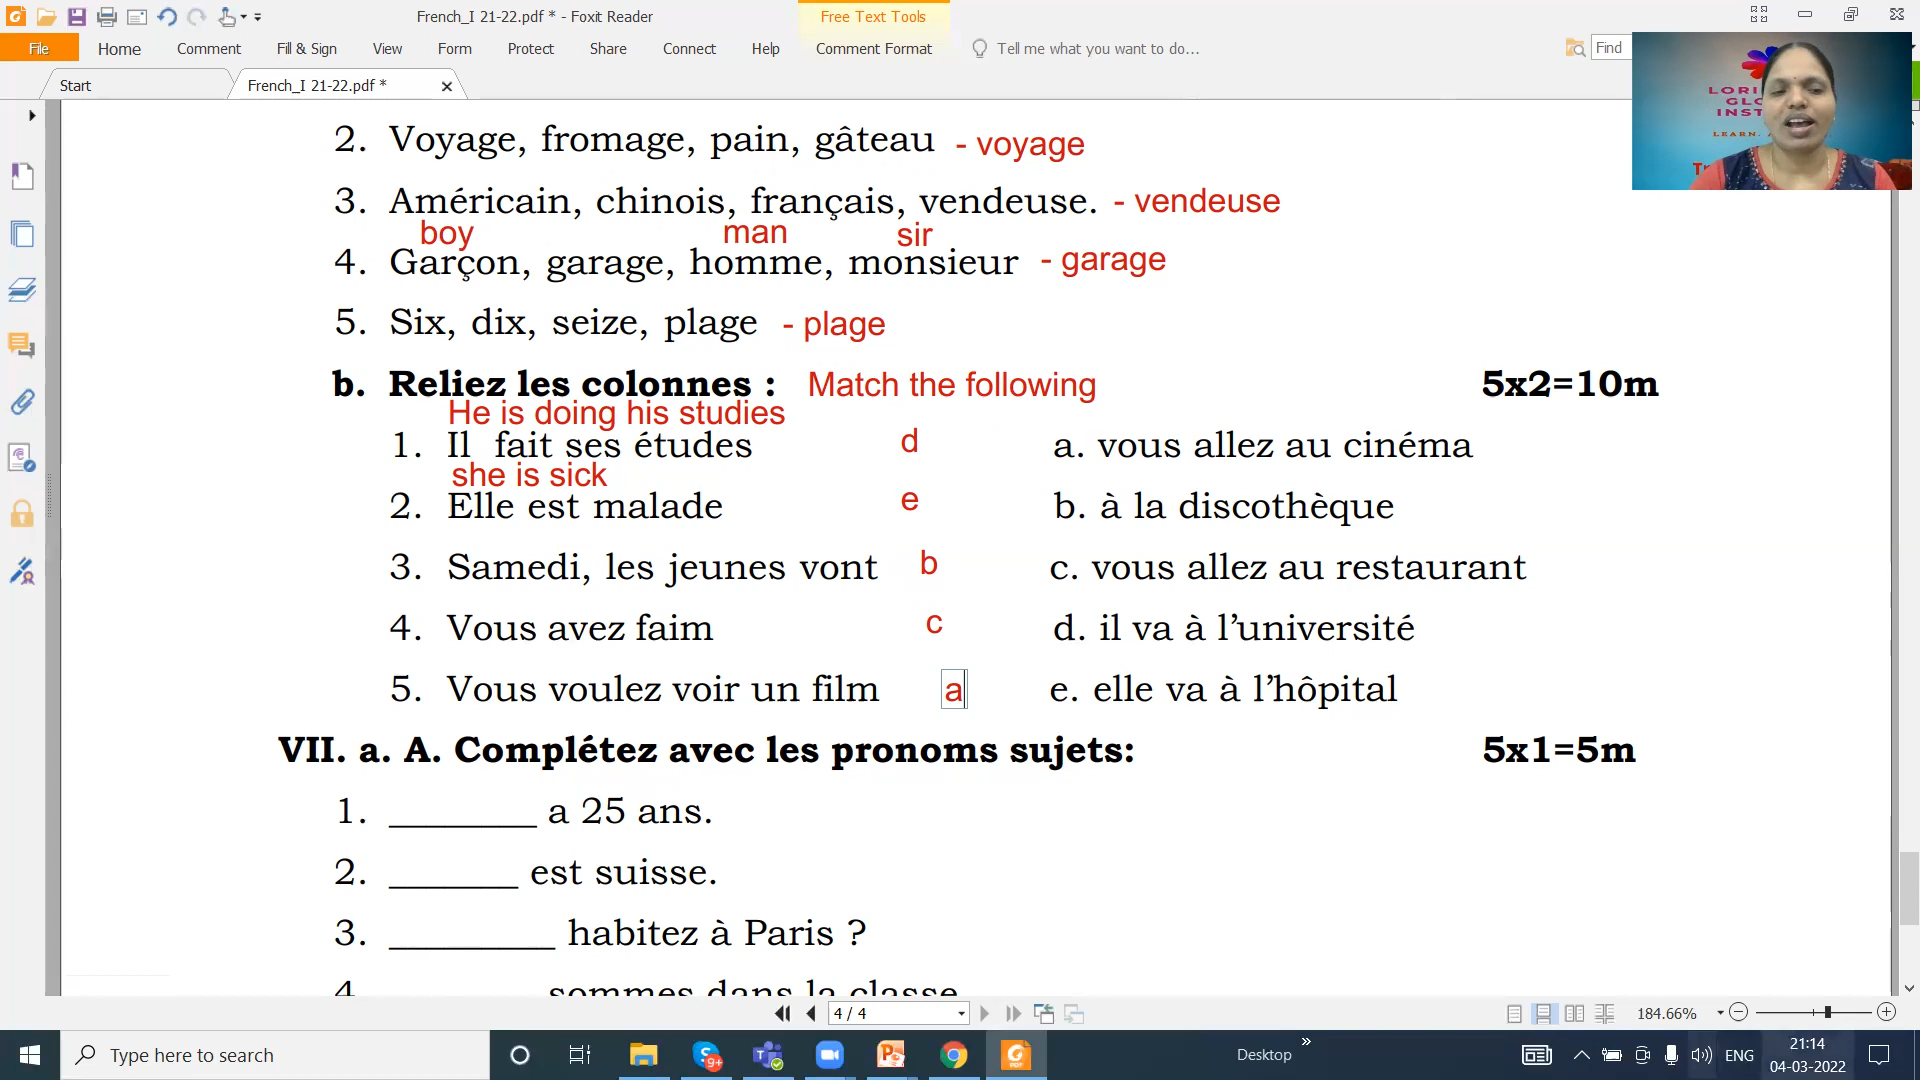 French_I 21-22.pdf * - Foxit Reader
Free Text Tools
File Home Comment Fill & Sign View Form Protect Share Connect Help Comment Format Tell me what you want to do... Find
Start French_I 21-22.pdf *
2. Voyage, fromage, pain, gâteau - voyage
3. Américain, chinois, français, vendeuse. - vendeuse
boy man sir
4. Garçon, garage, homme, monsieur - garage
5. Six, dix, seize, plage - plage
b. Reliez les colonnes : Match the following 5x2=10m
He is doing his studies
1. Il fait ses études d a. vous allez au cinéma
she is sick
2. Elle est malade e b. à la discothèque
3. Samedi, les jeunes vont b c. vous allez au restaurant
4. Vous avez faim c d. il va à l'université
5. Vous voulez voir un film a e. elle va à l'hôpital
VII. a. A. Complétez avec les pronoms sujets: 5x1=5m
1. ________ a 25 ans.
2. _______ est suisse.
3. _________ habitez à Paris ?
4. sommes dans la classe
4 / 4 184.66%
Type here to search Desktop ENG 21:14
04-03-2022